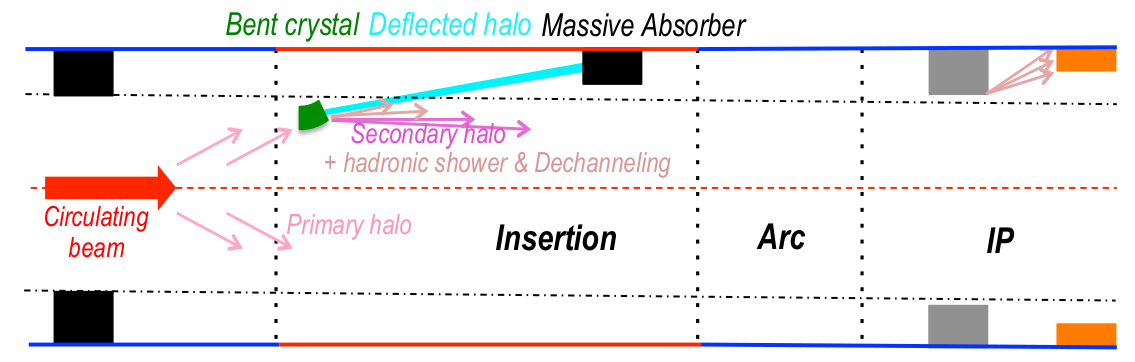 Bent crystal Deflected halo Massive Absorber
Secondary halo
+ hadronic shower & Dechanneling
Circulating
beam
Primary halo
Insertion
Arc
IP